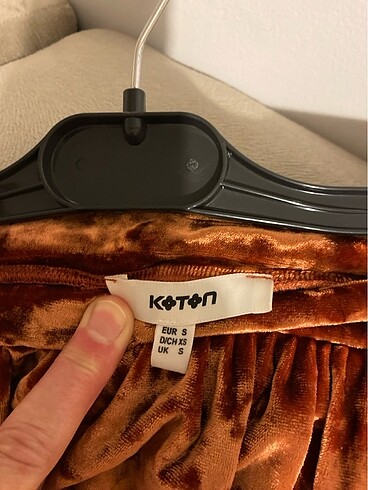 KOTON
EUR S
D/CH XS
UK S